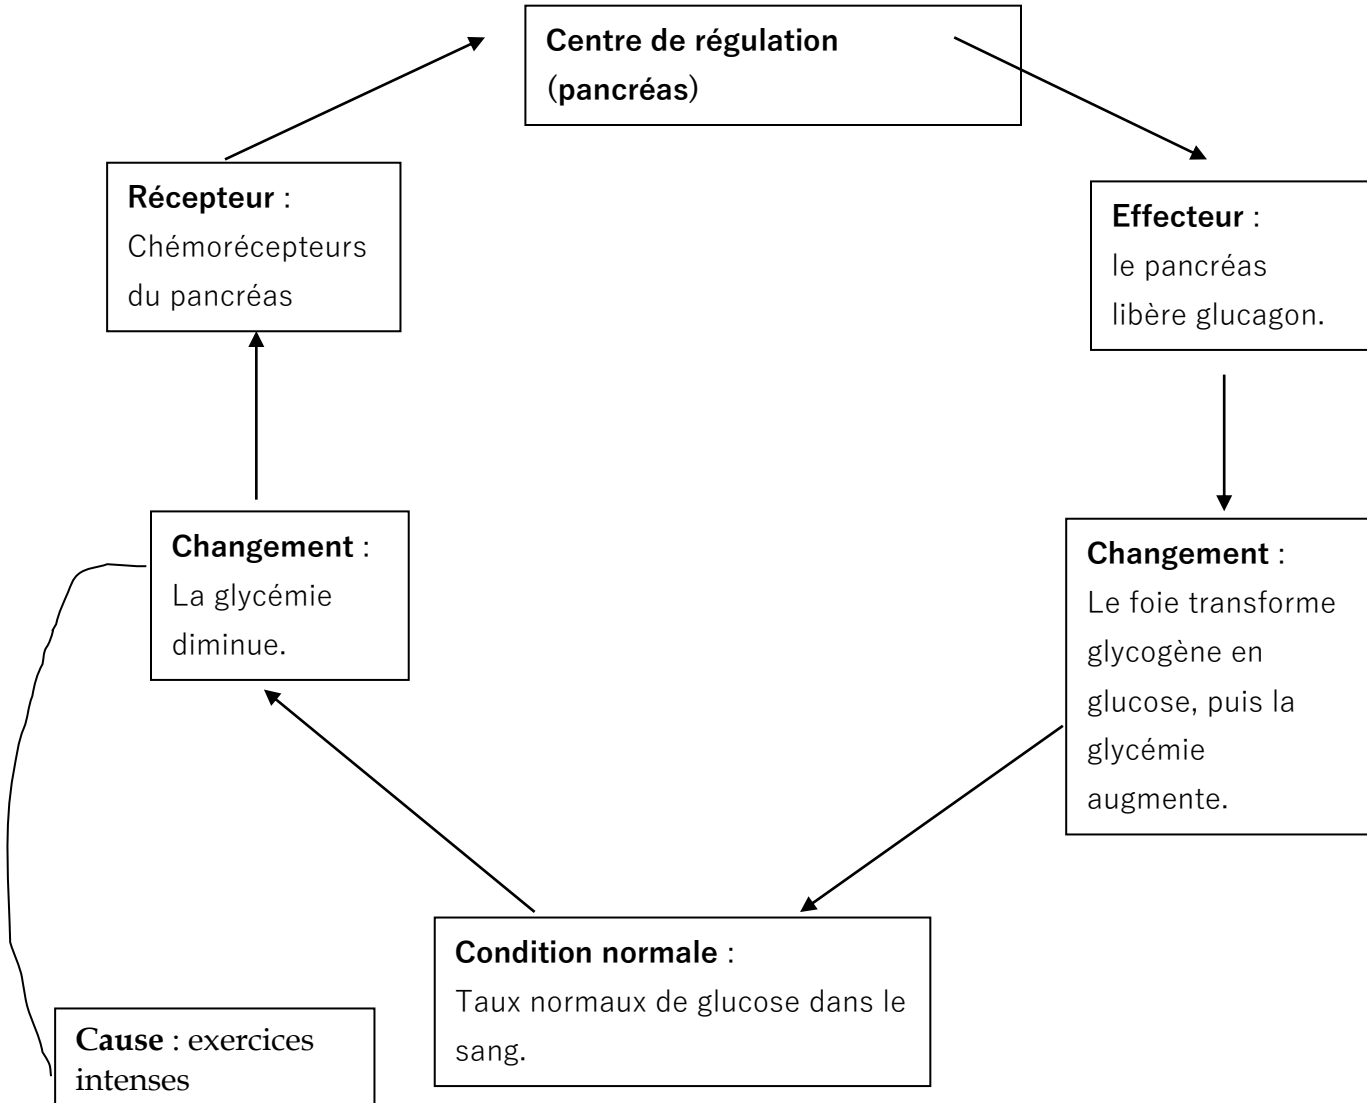 Centre de régulation
(pancréas)
Récepteur :
Chémorécepteurs
du pancréas
Effecteur :
le pancréas
libère glucagon.
Changement :
La glycémie
diminue.
Changement :
Le foie transforme
glycogène en
glucose, puis la
glycémie
augmente.
Condition normale :
Taux normaux de glucose dans le
sang.
Cause : exercices
intenses